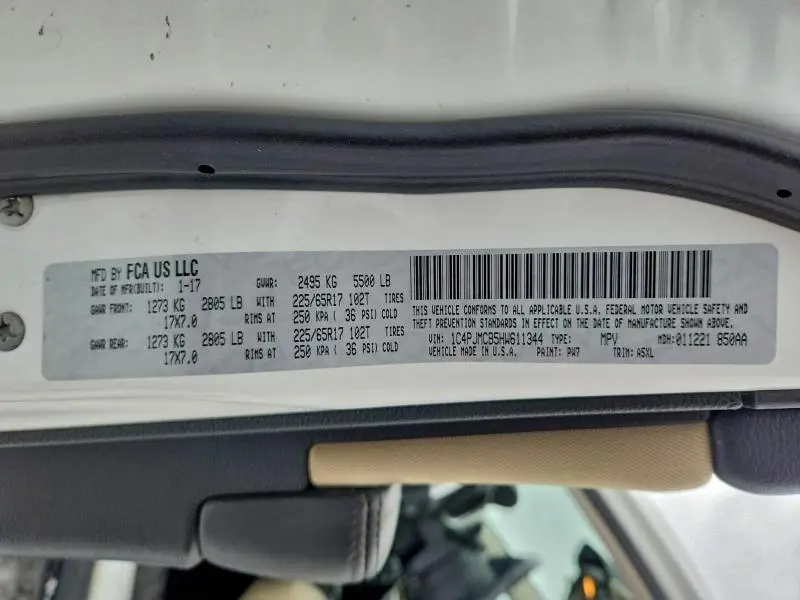 MFD BY FCA US LLC
DATE OF MFR(BUILT): 1-17 GVWR: 2495 KG 5500 LB
GAWR FRONT: 1273 KG 2805 LB WITH 225/65R17 102T TIRES
17X7.0 RIMS AT 250 KPA ( 36 PSI) COLD
GAWR REAR: 1273 KG 2805 LB WITH 225/65R17 102T TIRES
17X7.0 RIMS AT 250 KPA ( 36 PSI) COLD
THIS VEHICLE CONFORMS TO ALL APPLICABLE U.S.A. FEDERAL MOTOR VEHICLE SAFETY AND
THEFT PREVENTION STANDARDS IN EFFECT ON THE DATE OF MANUFACTURE SHOWN ABOVE.
VIN: 1C4PJMCB5HW611344 TYPE: MPV MDH: 011221 850AA
VEHICLE MADE IN U.S.A. PAINT: PW7 TRIM: A5XL